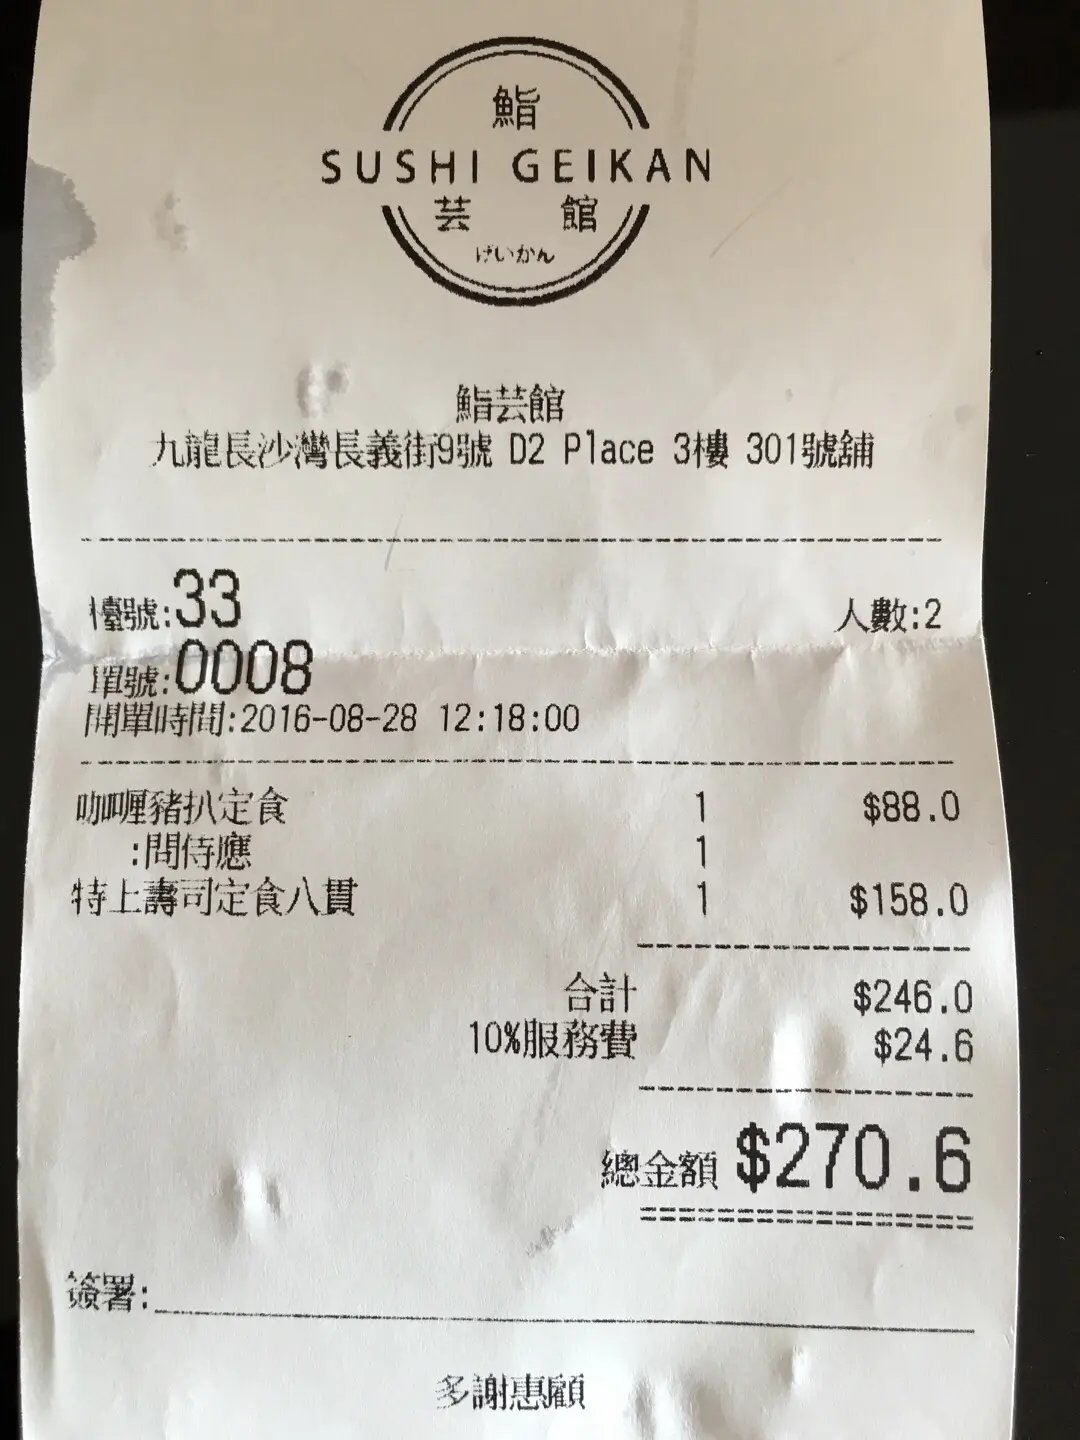 鮨
SUSHI GEIKAN
芸 館
げいかん
鮨芸館
九龍長沙灣長義街9號 D2 Place 3樓 301號舖
檯號:33 人數:2
單號:0008
開單時間:2016-08-28 12:18:00
咖喱豬扒定食 1 $88.0
:問侍應 1
特上壽司定食八貫 1 $158.0
合計 $246.0
10%服務費 $24.6
總金額 $270.6
簽署:
多謝惠顧